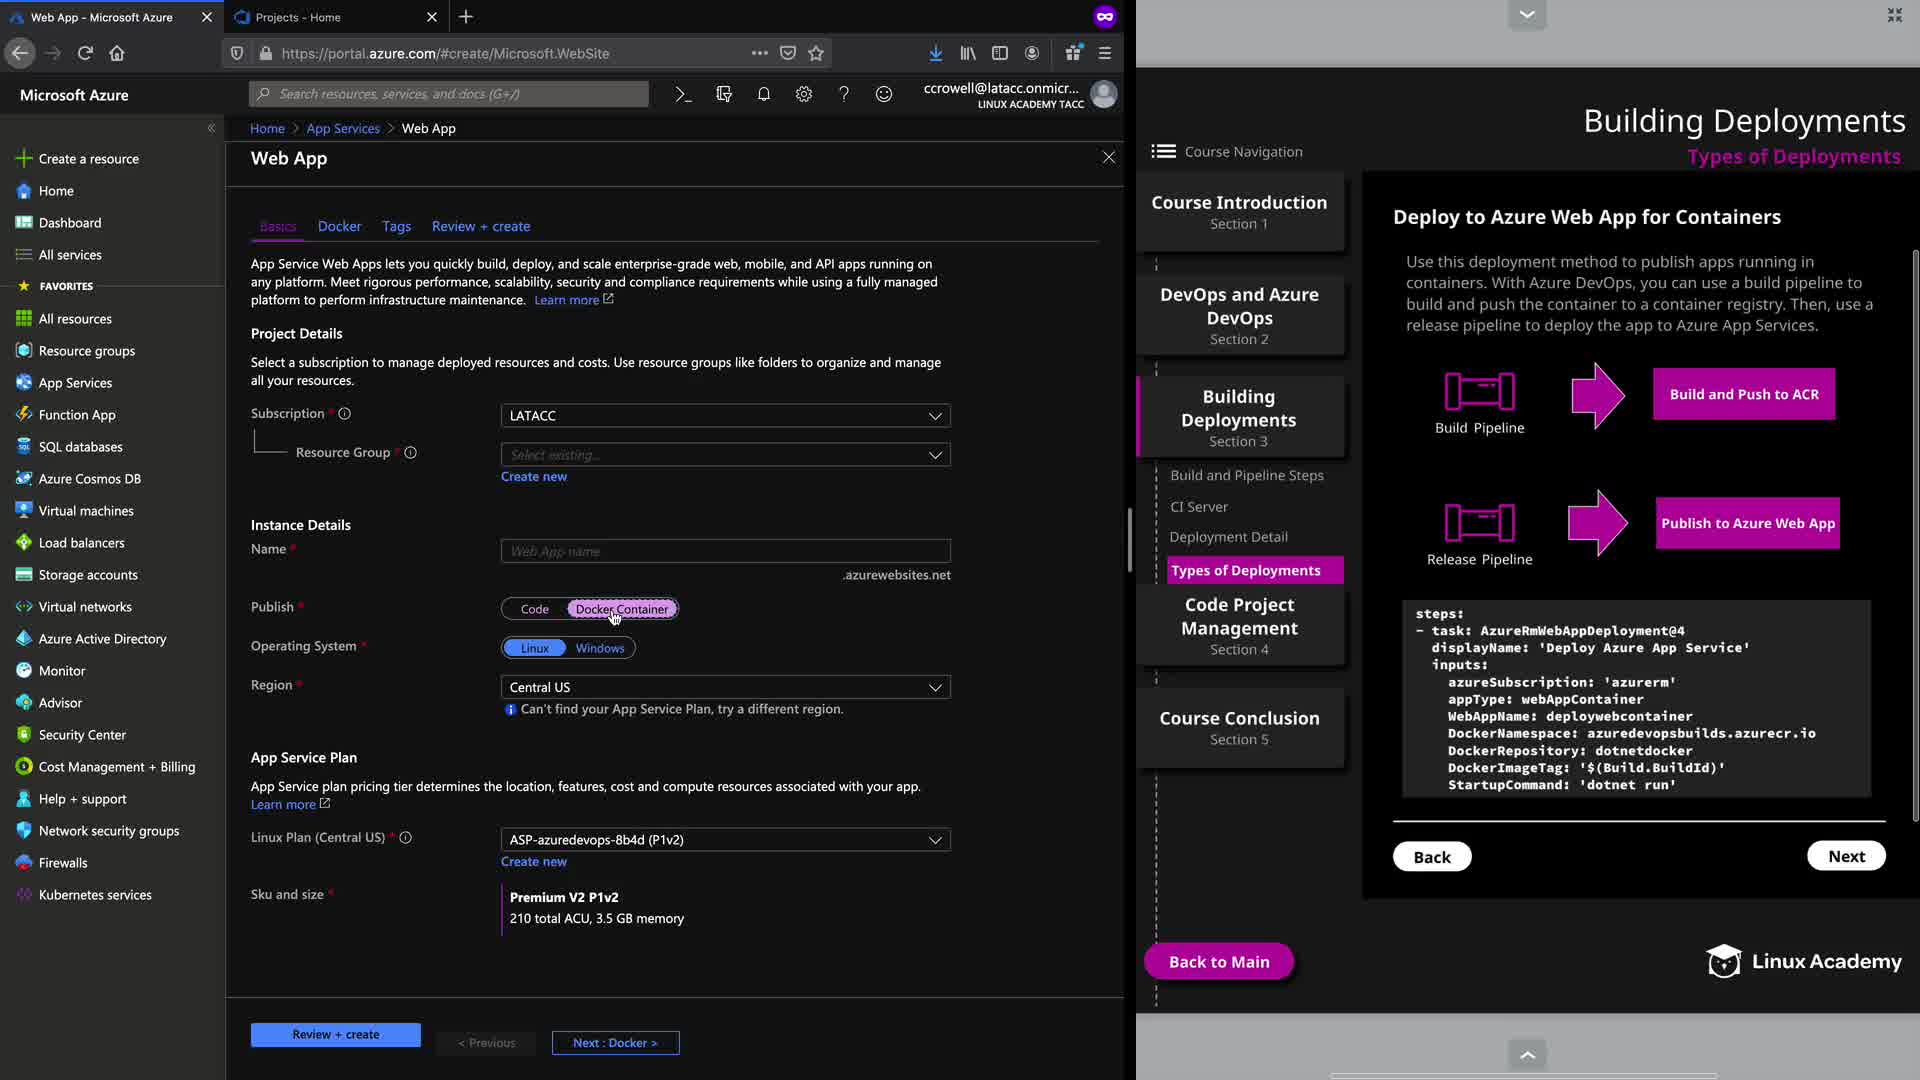 Web App - Microsoft Azure
Projects - Home
https://portal.azure.com/#create/Microsoft.WebSite
Microsoft Azure
Search resources, services, and docs (G+/)
ccrowell@latacc.onmicr...
LINUX ACADEMY TACC
Home > App Services > Web App
Web App
Create a resource
Home
Dashboard
All services
FAVORITES
All resources
Resource groups
App Services
Function App
SQL databases
Azure Cosmos DB
Virtual machines
Load balancers
Storage accounts
Virtual networks
Azure Active Directory
Monitor
Advisor
Security Center
Cost Management + Billing
Help + support
Network security groups
Firewalls
Kubernetes services
Basics Docker Tags Review + create
App Service Web Apps lets you quickly build, deploy, and scale enterprise-grade web, mobile, and API apps running on
any platform. Meet rigorous performance, scalability, security and compliance requirements while using a fully managed
platform to perform infrastructure maintenance. Learn more
Project Details
Select a subscription to manage deployed resources and costs. Use resource groups like folders to organize and manage
all your resources.
Subscription * LATACC
Resource Group * Select existing...
Create new
Instance Details
Name * Web App name
.azurewebsites.net
Publish * Code Docker Container
Operating System * Linux Windows
Region * Central US
Can't find your App Service Plan, try a different region.
App Service Plan
App Service plan pricing tier determines the location, features, cost and compute resources associated with your app.
Learn more
Linux Plan (Central US) * ASP-azuredevops-8b4d (P1v2)
Create new
Sku and size * Premium V2 P1v2
210 total ACU, 3.5 GB memory
Review + create < Previous Next : Docker >
Building Deployments
Types of Deployments
Course Navigation
Course Introduction
Section 1
DevOps and Azure
DevOps
Section 2
Building
Deployments
Section 3
Build and Pipeline Steps
CI Server
Deployment Detail
Types of Deployments
Code Project
Management
Section 4
Course Conclusion
Section 5
Back to Main
Deploy to Azure Web App for Containers
Use this deployment method to publish apps running in
containers. With Azure DevOps, you can use a build pipeline to
build and push the container to a container registry. Then, use a
release pipeline to deploy the app to Azure App Services.
Build Pipeline
Build and Push to ACR
Release Pipeline
Publish to Azure Web App
steps:
- task: AzureRmWebAppDeployment@4
displayName: 'Deploy Azure App Service'
inputs:
azureSubscription: 'azurerm'
appType: webAppContainer
WebAppName: deploywebcontainer
DockerNamespace: azuredevopsbuilds.azurecr.io
DockerRepository: dotnetdocker
DockerImageTag: '$(Build.BuildId)'
StartupCommand: 'dotnet run'
Back
Next
Linux Academy